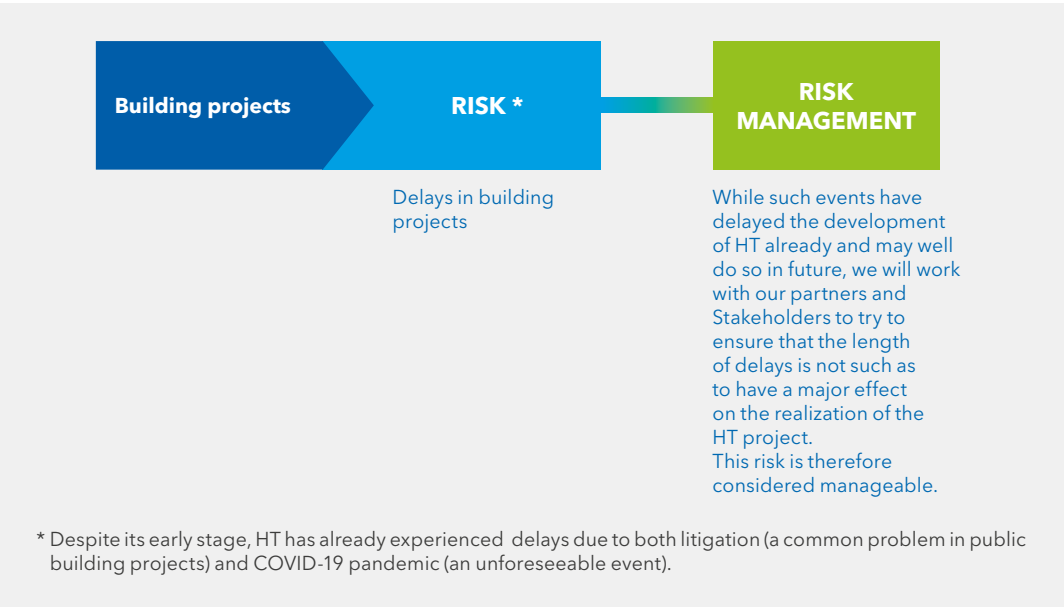 Building projects
RISK *
RISK
MANAGEMENT
Delays in building
projects
While such events have
delayed the development
of HT already and may well
do so in future, we will work
with our partners and
Stakeholders to try to
ensure that the length
of delays is not such as
to have a major effect
on the realization of the
HT project.
This risk is therefore
considered manageable.
* Despite its early stage, HT has already experienced delays due to both litigation (a common problem in public
building projects) and COVID-19 pandemic (an unforeseeable event).